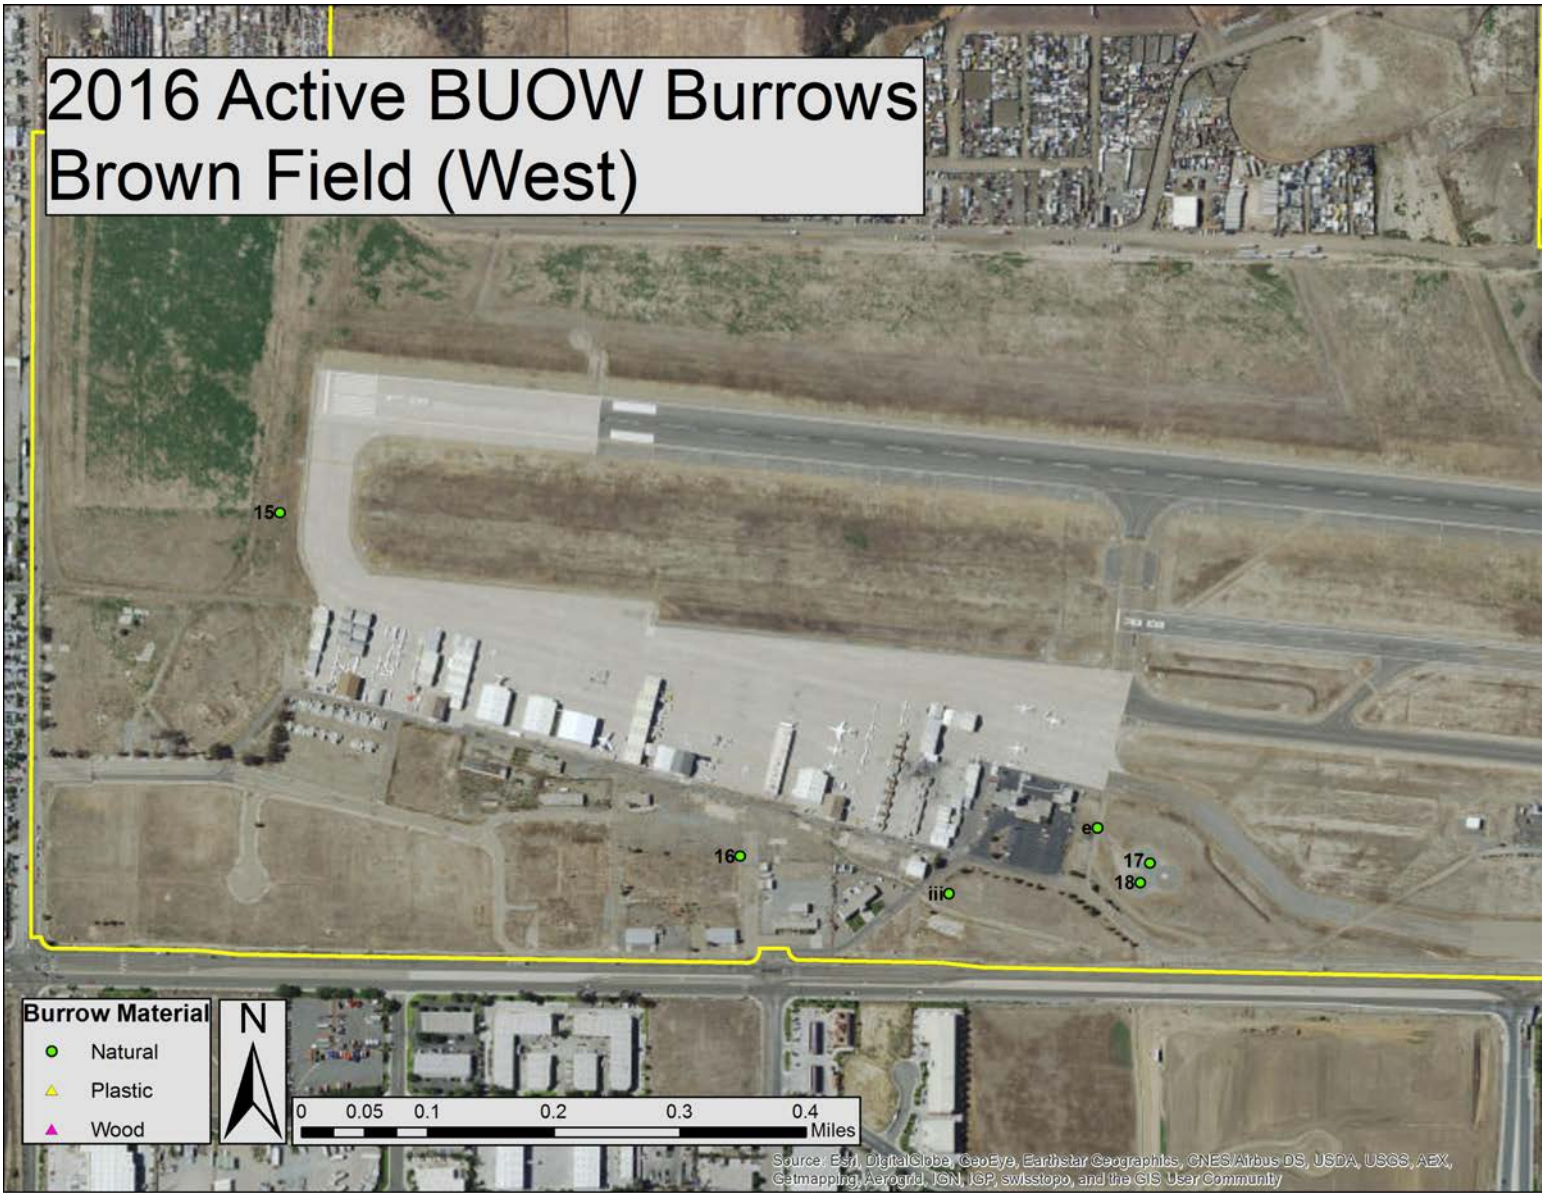 2016 Active BUOW Burrows
Brown Field (West)
15
e
16
17
18
iii
Burrow Material
Natural
Plastic
Wood
N
0 0.05 0.1 0.2 0.3 0.4
Miles
Source: Esri, DigitalGlobe, GeoEye, Earthstar Geographics, CNES/Airbus DS, USDA, USGS, AEX,
Getmapping, Aerogrid, IGN, IGP, swisstopo, and the GIS User Community